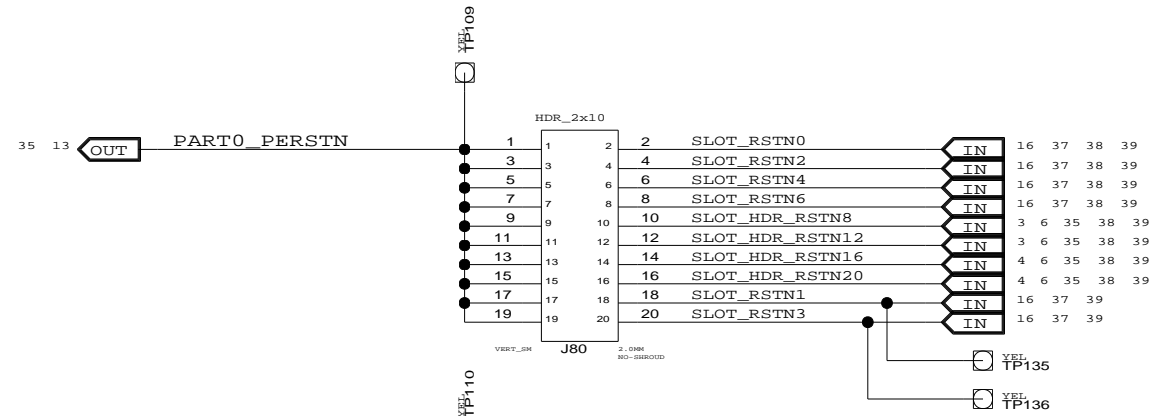 YEL
TP109
HDR_2x10
35 13 OUT PART0_PERSTN
1 1 2 2 SLOT_RSTN0 IN 16 37 38 39
3 3 4 4 SLOT_RSTN2 IN 16 37 38 39
5 5 6 6 SLOT_RSTN4 IN 16 37 38 39
7 7 8 8 SLOT_RSTN6 IN 16 37 38 39
9 9 10 10 SLOT_HDR_RSTN8 IN 3 6 35 38 39
11 11 12 12 SLOT_HDR_RSTN12 IN 3 6 35 38 39
13 13 14 14 SLOT_HDR_RSTN16 IN 4 6 35 38 39
15 15 16 16 SLOT_HDR_RSTN20 IN 4 6 35 38 39
17 17 18 18 SLOT_RSTN1 IN 16 37 39
19 19 20 20 SLOT_RSTN3 IN 16 37 39
VERT_SM J80 2.0MM
NO-SHROUD
YEL
TP135
YEL
TP110
YEL
TP136